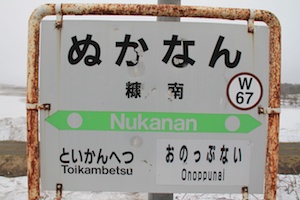 ぬかなん
糠南
W
67
Nukanan
といかんべつ
Toikambetsu
おのっぷない
Onoppunai